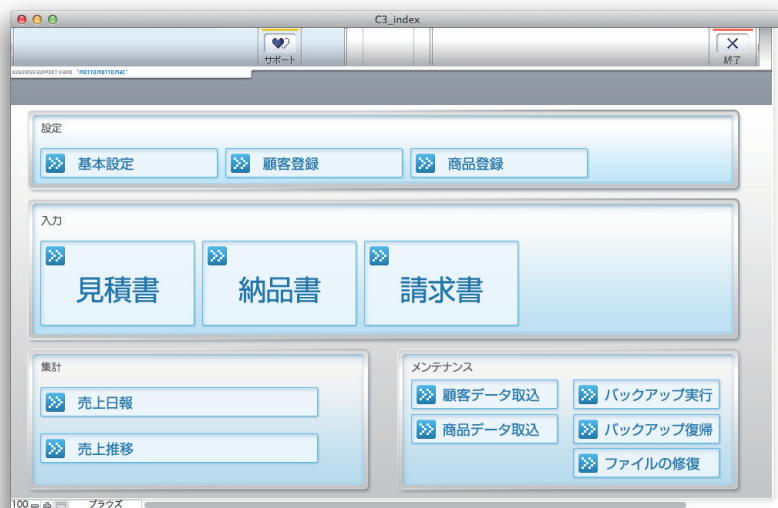 C3_index
サポート
終了
BUSINESS SUPPORT WARE 「MOTTO MOTTO MAC」
設定
基本設定 顧客登録 商品登録
入力
見積書 納品書 請求書
集計
売上日報
売上推移
メンテナンス
顧客データ取込 バックアップ実行
商品データ取込 バックアップ復帰
ファイルの修復
100 ブラウズ